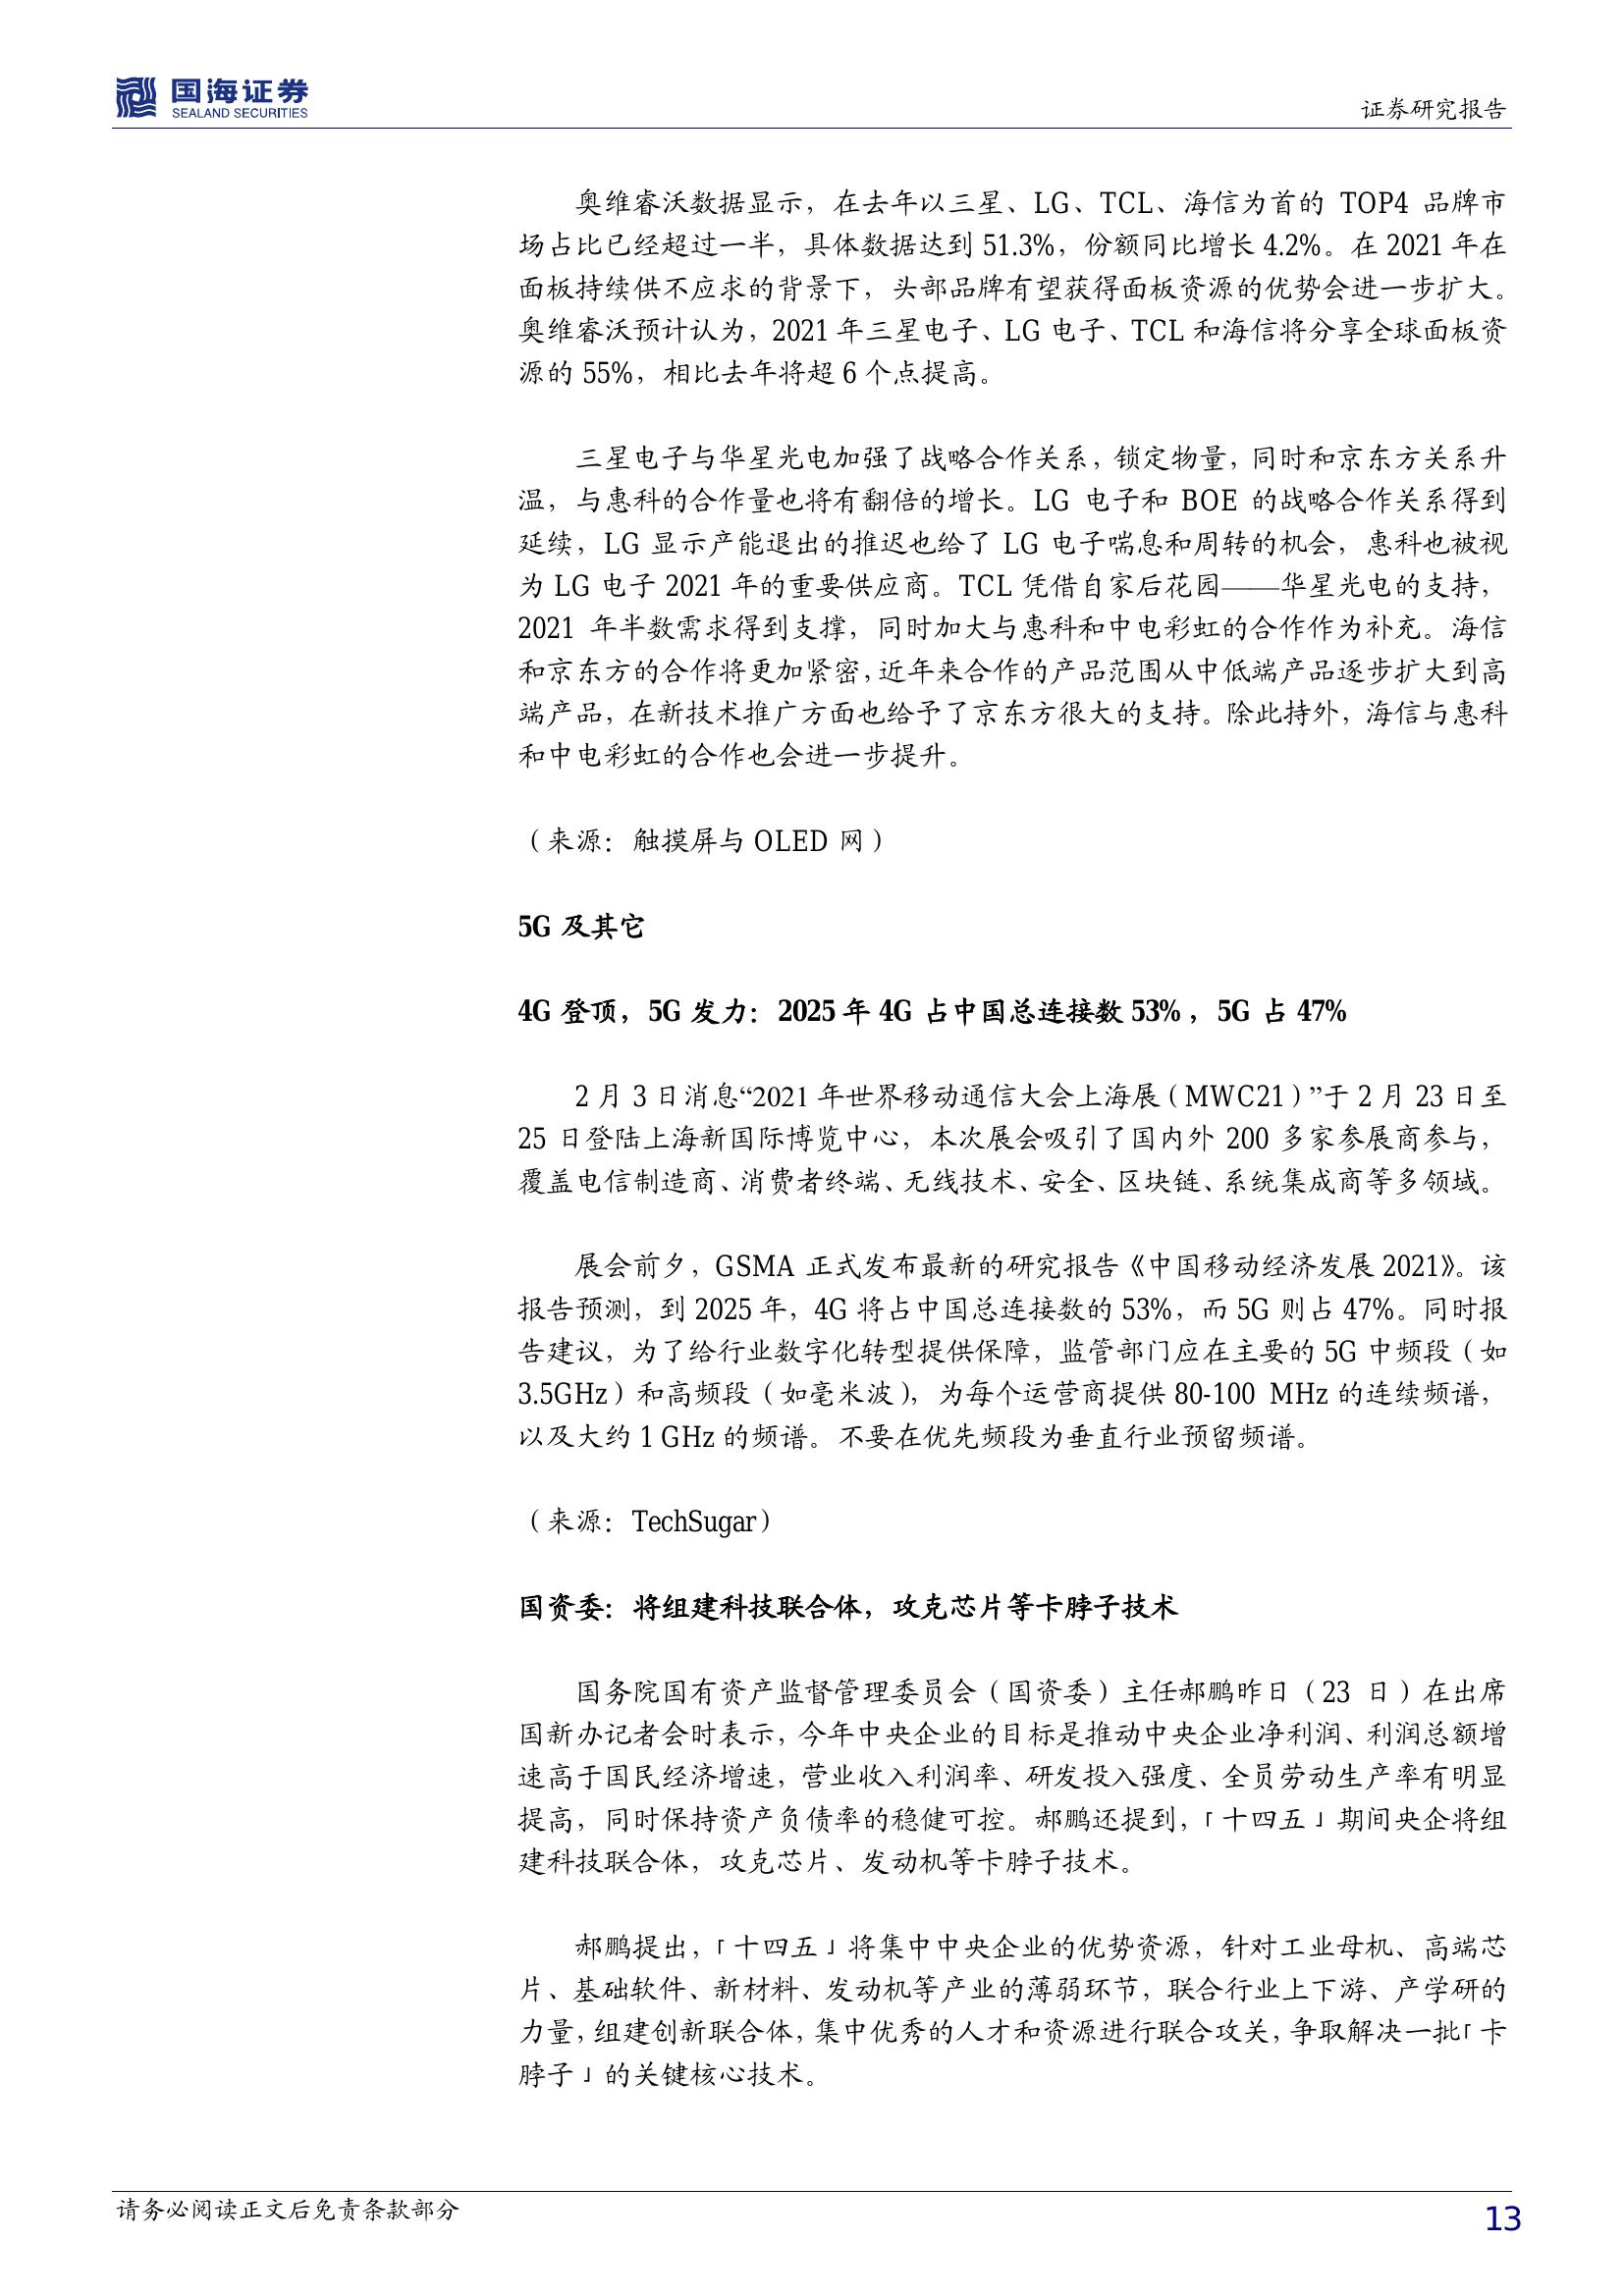 国海证券
SEALAND SECURITIES
证券研究报告
奥维睿沃数据显示，在去年以三星、LG、TCL、海信为首的 TOP4 品牌市
场占比已经超过一半，具体数据达到 51.3%，份额同比增长 4.2%。在 2021 年在
面板持续供不应求的背景下，头部品牌有望获得面板资源的优势会进一步扩大。
奥维睿沃预计认为，2021 年三星电子、LG 电子、TCL 和海信将分享全球面板资
源的 55%，相比去年将超 6 个点提高。
三星电子与华星光电加强了战略合作关系，锁定物量，同时和京东方关系升
温，与惠科的合作量也将有翻倍的增长。LG 电子和 BOE 的战略合作关系得到
延续，LG 显示产能退出的推迟也给了 LG 电子喘息和周转的机会，惠科也被视
为 LG 电子 2021 年的重要供应商。TCL 凭借自家后花园——华星光电的支持，
2021 年半数需求得到支撑，同时加大与惠科和中电彩虹的合作作为补充。海信
和京东方的合作将更加紧密，近年来合作的产品范围从中低端产品逐步扩大到高
端产品，在新技术推广方面也给予了京东方很大的支持。除此持外，海信与惠科
和中电彩虹的合作也会进一步提升。
（来源：触摸屏与 OLED 网）
5G 及其它
4G 登顶，5G 发力：2025 年 4G 占中国总连接数 53%，5G 占 47%
2 月 3 日消息“2021 年世界移动通信大会上海展（MWC21）”于 2 月 23 日至
25 日登陆上海新国际博览中心，本次展会吸引了国内外 200 多家参展商参与，
覆盖电信制造商、消费者终端、无线技术、安全、区块链、系统集成商等多领域。
展会前夕，GSMA 正式发布最新的研究报告《中国移动经济发展 2021》。该
报告预测，到 2025 年，4G 将占中国总连接数的 53%，而 5G 则占 47%。同时报
告建议，为了给行业数字化转型提供保障，监管部门应在主要的 5G 中频段（如
3.5GHz）和高频段（如毫米波），为每个运营商提供 80-100 MHz 的连续频谱，
以及大约 1 GHz 的频谱。不要在优先频段为垂直行业预留频谱。
（来源：TechSugar）
国资委：将组建科技联合体，攻克芯片等卡脖子技术
国务院国有资产监督管理委员会（国资委）主任郝鹏昨日（23 日）在出席
国新办记者会时表示，今年中央企业的目标是推动中央企业净利润、利润总额增
速高于国民经济增速，营业收入利润率、研发投入强度、全员劳动生产率有明显
提高，同时保持资产负债率的稳健可控。郝鹏还提到，「十四五」期间央企将组
建科技联合体，攻克芯片、发动机等卡脖子技术。
郝鹏提出，「十四五」将集中中央企业的优势资源，针对工业母机、高端芯
片、基础软件、新材料、发动机等产业的薄弱环节，联合行业上下游、产学研的
力量，组建创新联合体，集中优秀的人才和资源进行联合攻关，争取解决一批「卡
脖子」的关键核心技术。
请务必阅读正文后免责条款部分
13